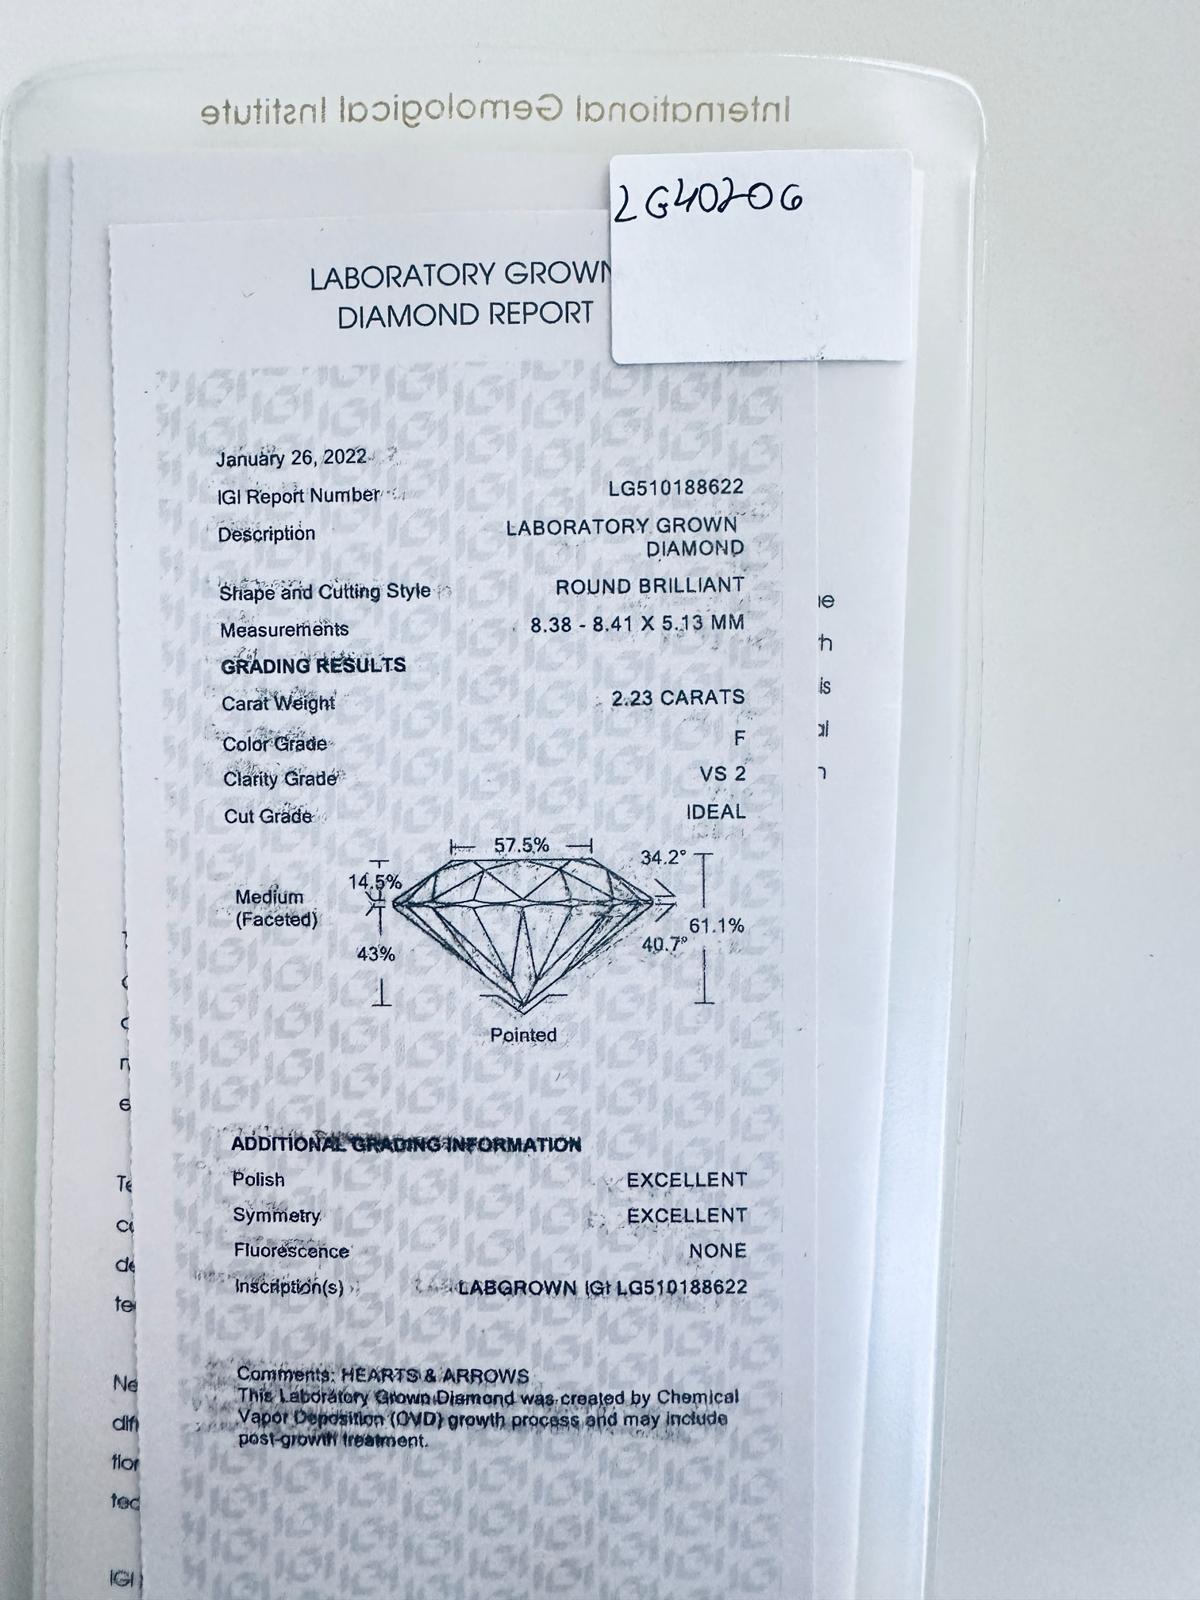 International Gemological Institute
LG40206
LABORATORY GROWN
DIAMOND REPORT
January 26, 2022
IGI Report Number LG510188622
Description LABORATORY GROWN
DIAMOND
Shape and Cutting Style ROUND BRILLIANT
Measurements 8.38 - 8.41 X 5.13 MM
GRADING RESULTS
Carat Weight 2.23 CARATS
Color Grade F
Clarity Grade VS 2
Cut Grade IDEAL
57.5%
34.2°
14.5%
Medium
(Faceted)
61.1%
40.7°
43%
Pointed
ADDITIONAL GRADING INFORMATION
Polish EXCELLENT
Symmetry EXCELLENT
Fluorescence NONE
Inscription(s) LABGROWN IGI LG510188622
Comments: HEARTS & ARROWS
This Laboratory Grown Diamond was created by Chemical
Vapor Deposition (CVD) growth process and may include
post-growth treatment.
IGI